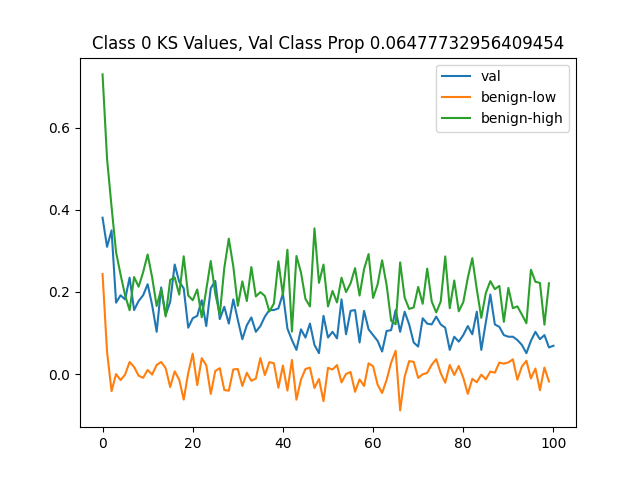 Class 0 KS Values, Val Class Prop 0.06477732956409454
val
benign-low
benign-high
0.6
0.4
0.2
0.0
0 20 40 60 80 100